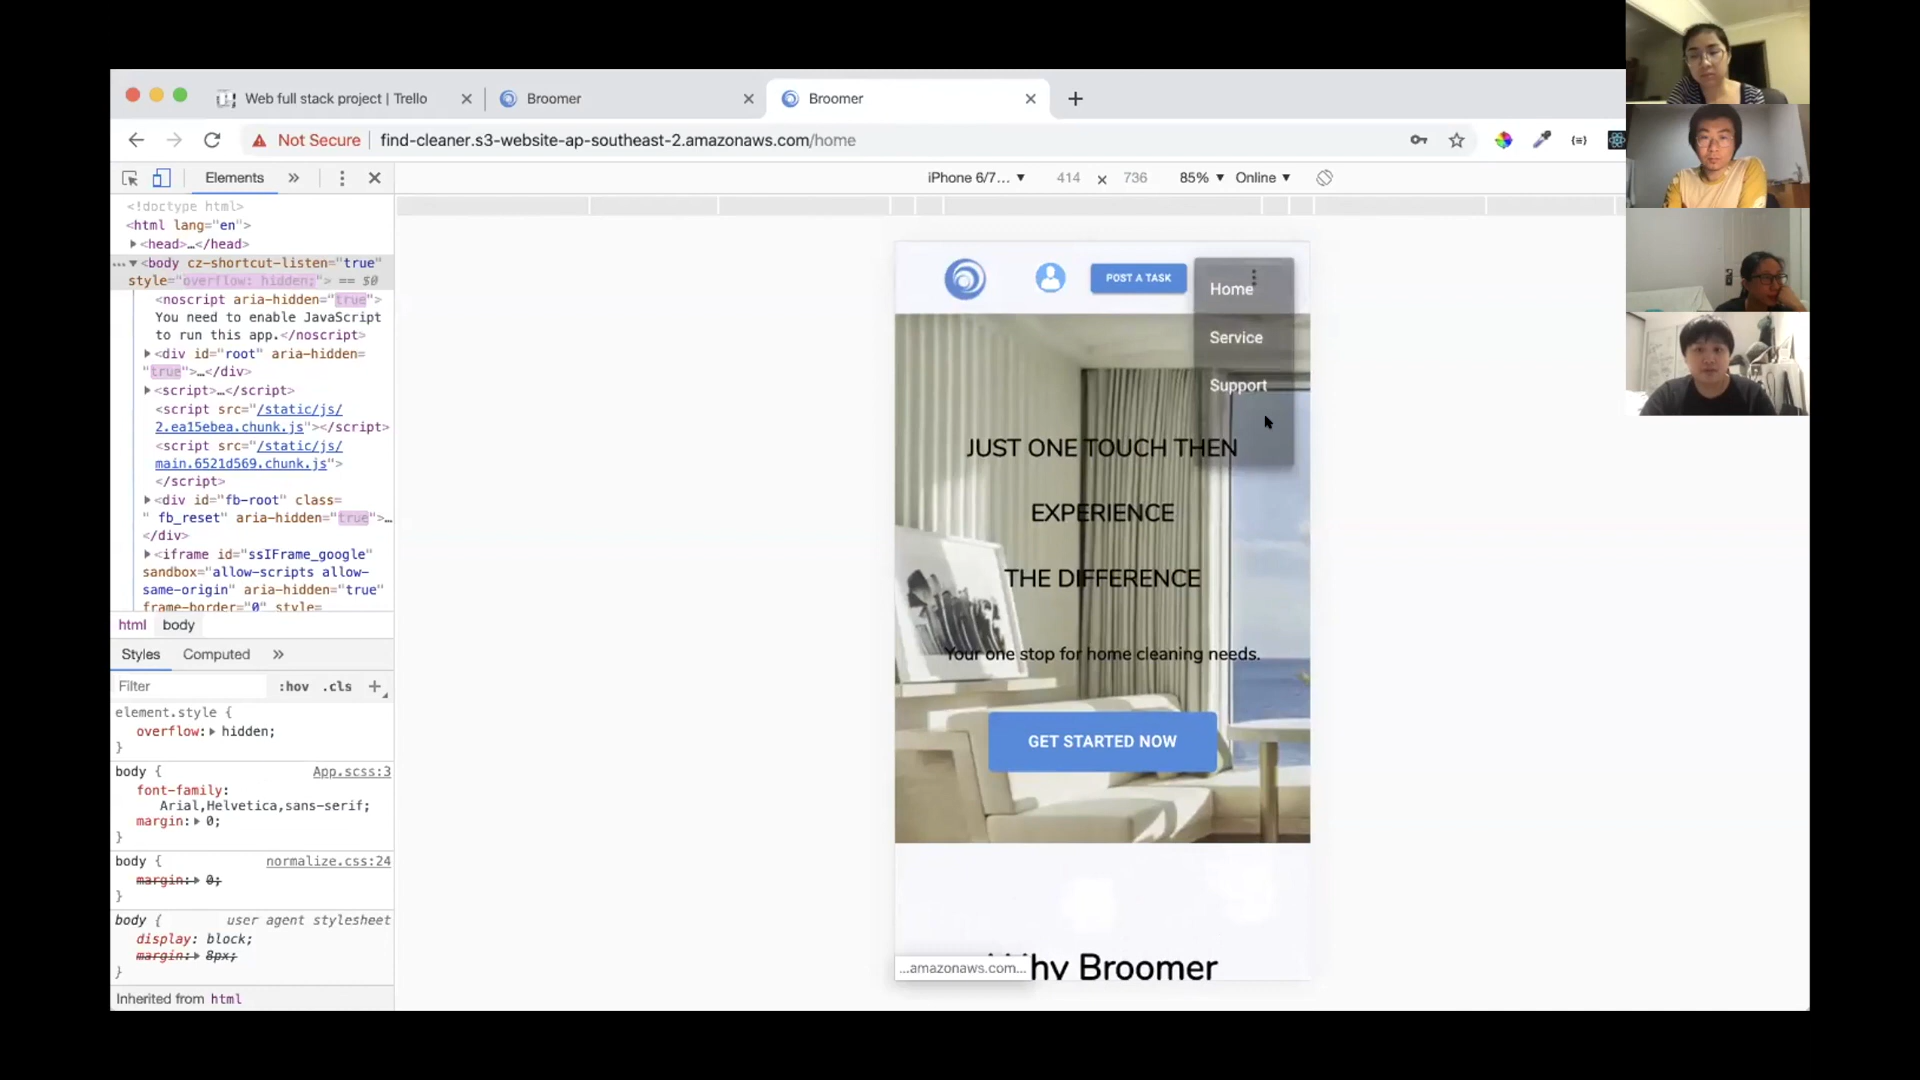 Web full stack project | Trello
Broomer
Broomer
Not Secure
find-cleaner.s3-website-ap-southeast-2.amazonaws.com/home
Elements
»
iPhone 6/7... ▼ 414 × 736 85% ▼ Online ▼
<!doctype html>
<html lang="en">
▶<head>…</head>
…▼<body cz-shortcut-listen="true"
style="overflow: hidden;"> == $0
<noscript aria-hidden="true">
You need to enable JavaScript
to run this app.</noscript>
▶<div id="root" aria-hidden=
"true">…</div>
▶<script>…</script>
<script src="/static/js/
2.ea15ebea.chunk.js"></script>
<script src="/static/js/
main.6521d569.chunk.js">
</script>
▶<div id="fb-root" class=
" fb_reset" aria-hidden="true">…
</div>
▶<iframe id="ssIFrame_google"
sandbox="allow-scripts allow-
same-origin" aria-hidden="true"
frame-border="0" style=
html body
Styles Computed »
Filter :hov .cls +
element.style {
overflow:▶ hidden;
}
body { App.scss:3
font-family:
Arial,Helvetica,sans-serif;
margin:▶ 0;
}
body { normalize.css:24
margin:▶ 0;
}
body { user agent stylesheet
display: block;
margin:▶ 8px;
}
Inherited from html
POST A TASK
Home
Service
Support
JUST ONE TOUCH THEN
EXPERIENCE
THE DIFFERENCE
Your one stop for home cleaning needs.
GET STARTED NOW
hy Broomer
...amazonaws.com...